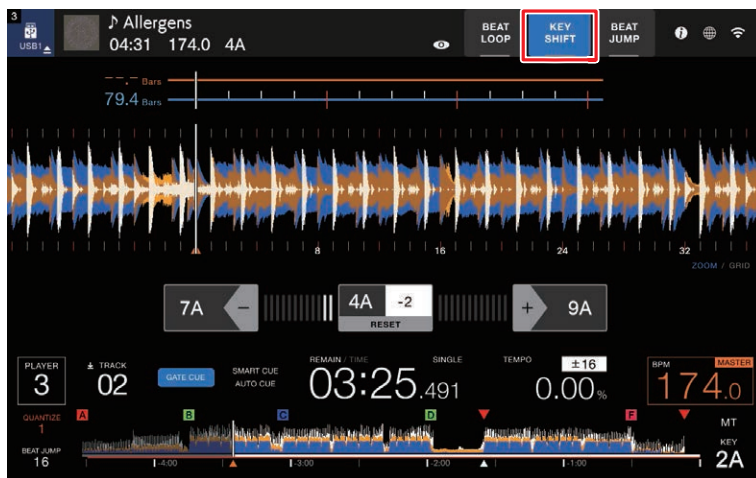 3
USB1
♪ Allergens
04:31 174.0 4A
BEAT LOOP
KEY SHIFT
BEAT JUMP
--.- Bars
79.4 Bars
8 16 24 32
ZOOM / GRID
7A - 4A -2 + 9A
RESET
PLAYER
3
TRACK
02
GATE CUE
SMART CUE
AUTO CUE
REMAIN / TIME SINGLE
03:25.491
TEMPO ±16
0.00%
BPM MASTER
174.0
QUANTIZE
1
BEAT JUMP
16
A B C D E
-4:00 -3:00 -2:00 -1:00
MT
KEY
2A